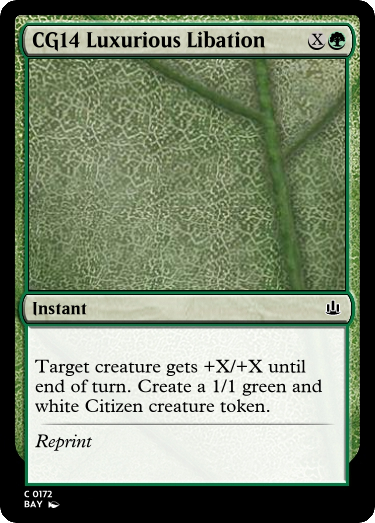 CG14 Luxurious Libation X
Instant
Target creature gets +X/+X until
end of turn. Create a 1/1 green and
white Citizen creature token.
Reprint
C 0172
BAY